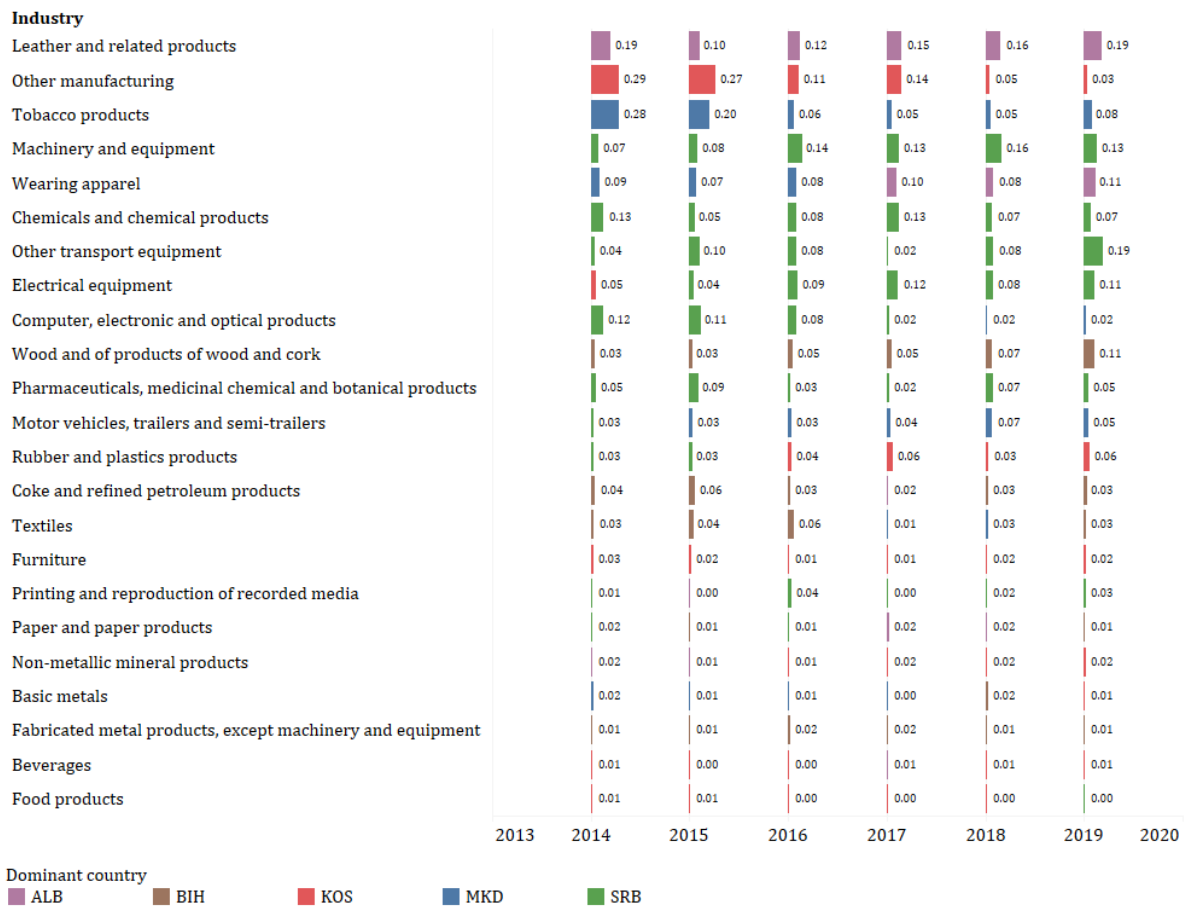 Industry
Leather and related products 0.19 0.10 0.12 0.15 0.16 0.19
Other manufacturing 0.29 0.27 0.11 0.14 0.05 0.03
Tobacco products 0.28 0.20 0.06 0.05 0.05 0.08
Machinery and equipment 0.07 0.08 0.14 0.13 0.16 0.13
Wearing apparel 0.09 0.07 0.08 0.10 0.08 0.11
Chemicals and chemical products 0.13 0.05 0.08 0.13 0.07 0.07
Other transport equipment 0.04 0.10 0.08 0.02 0.08 0.19
Electrical equipment 0.05 0.04 0.09 0.12 0.08 0.11
Computer, electronic and optical products 0.12 0.11 0.08 0.02 0.02 0.02
Wood and of products of wood and cork 0.03 0.03 0.05 0.05 0.07 0.11
Pharmaceuticals, medicinal chemical and botanical products 0.05 0.09 0.03 0.02 0.07 0.05
Motor vehicles, trailers and semi-trailers 0.03 0.03 0.03 0.04 0.07 0.05
Rubber and plastics products 0.03 0.03 0.04 0.06 0.03 0.06
Coke and refined petroleum products 0.04 0.06 0.03 0.02 0.03 0.03
Textiles 0.03 0.04 0.06 0.01 0.03 0.03
Furniture 0.03 0.02 0.01 0.01 0.02 0.02
Printing and reproduction of recorded media 0.01 0.00 0.04 0.00 0.02 0.03
Paper and paper products 0.02 0.01 0.01 0.02 0.02 0.01
Non-metallic mineral products 0.02 0.01 0.01 0.02 0.02 0.02
Basic metals 0.02 0.01 0.01 0.00 0.02 0.01
Fabricated metal products, except machinery and equipment 0.01 0.01 0.02 0.02 0.01 0.01
Beverages 0.01 0.00 0.00 0.01 0.01 0.01
Food products 0.01 0.01 0.00 0.00 0.00 0.00
2013 2014 2015 2016 2017 2018 2019 2020
Dominant country
ALB BIH KOS MKD SRB